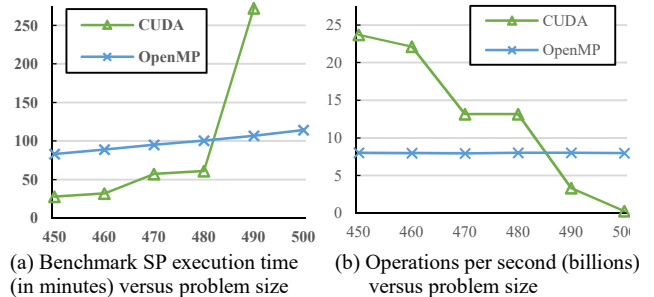 250
200
150
100
50
0
450 460 470 480 490 500
CUDA
OpenMP
(a) Benchmark SP execution time
(in minutes) versus problem size
25
20
15
10
5
0
450 460 470 480 490 500
CUDA
OpenMP
(b) Operations per second (billions)
versus problem size